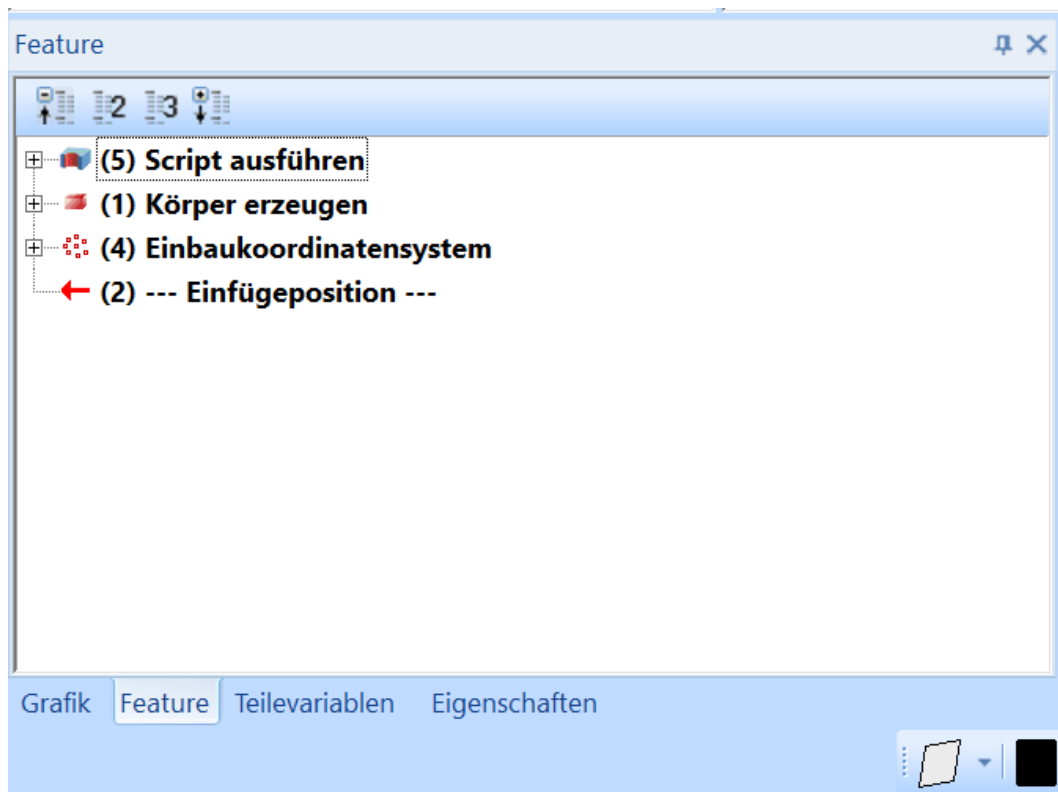 Feature
2 3
(5) Script ausführen
(1) Körper erzeugen
(4) Einbaukoordinatensystem
(2) --- Einfügeposition ---
Grafik Feature Teilevariablen Eigenschaften